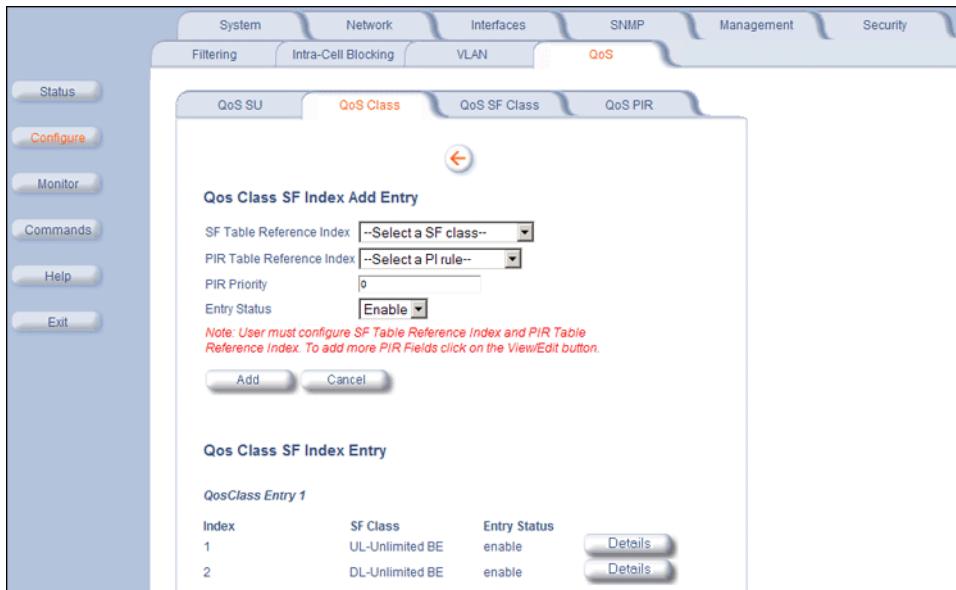 System Network Interfaces SNMP Management Security
Filtering Intra-Cell Blocking VLAN QoS
Status
Configure
Monitor
Commands
Help
Exit
QoS SU QoS Class QoS SF Class QoS PIR
Qos Class SF Index Add Entry
SF Table Reference Index --Select a SF class--
PIR Table Reference Index --Select a PI rule--
PIR Priority 0
Entry Status Enable
Note: User must configure SF Table Reference Index and PIR Table
Reference Index. To add more PIR Fields click on the View/Edit button.
Add Cancel
Qos Class SF Index Entry
QosClass Entry 1
Index SF Class Entry Status
1 UL-Unlimited BE enable Details
2 DL-Unlimited BE enable Details